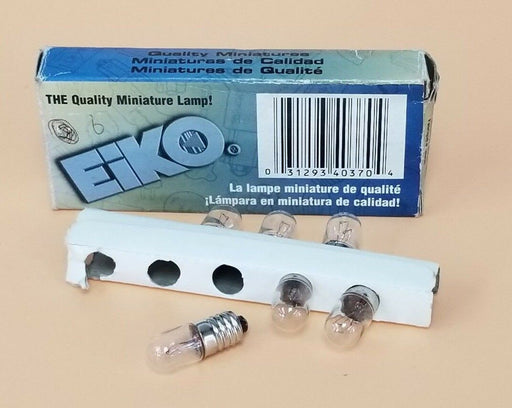 Quality Miniatures
Miniaturas de Calidad
Miniatures de Qualité
THE Quality Miniature Lamp!
6
EiKO®
0 31293 40370 4
La lampe miniature de qualité
¡Lámpara en miniatura de calidad!